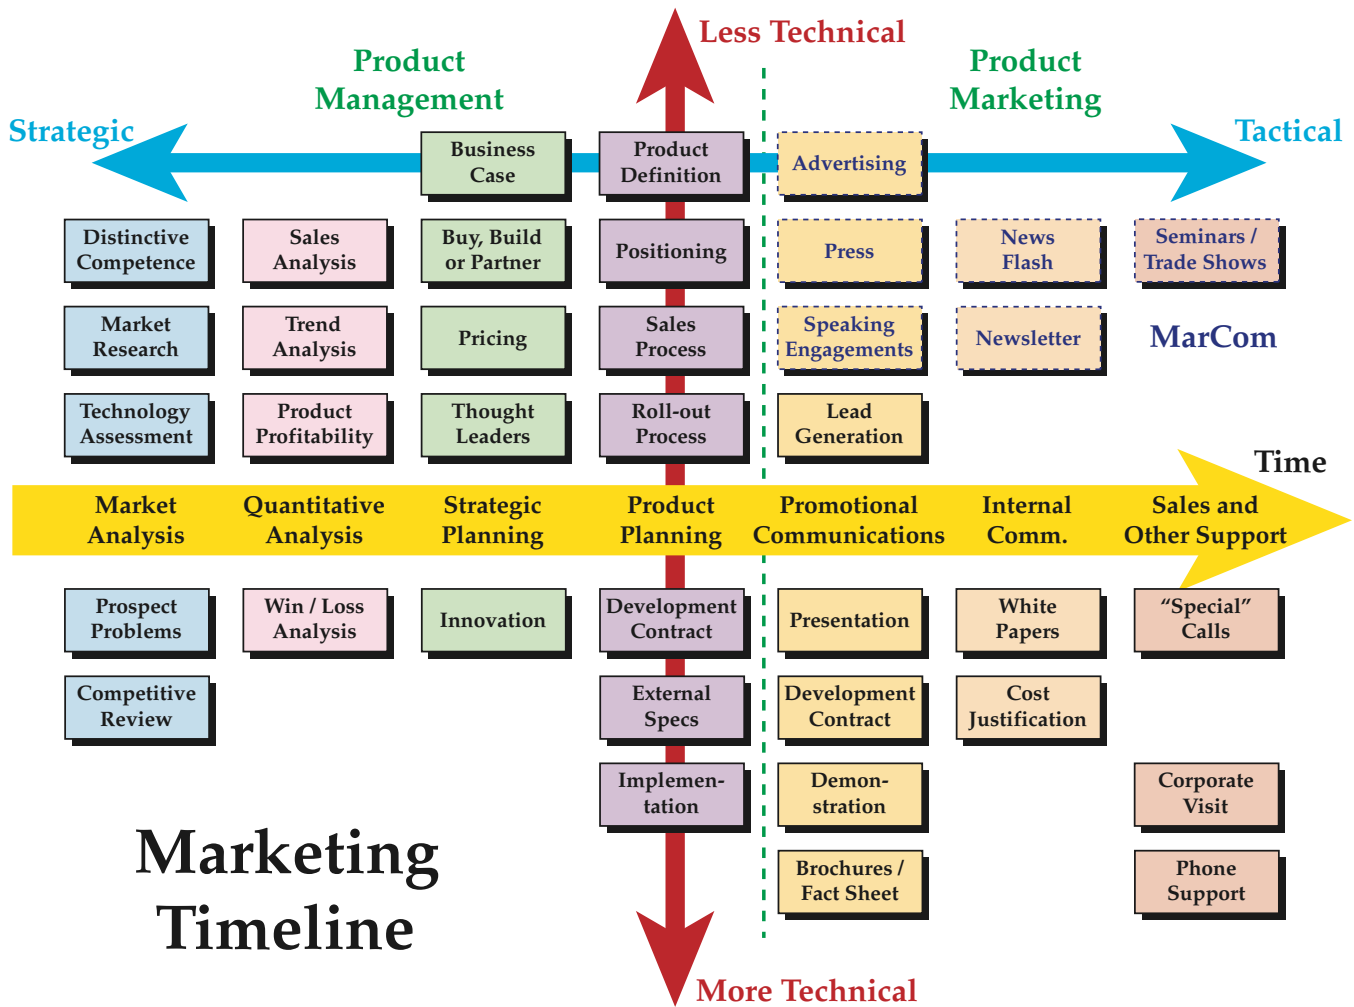 Less Technical
Product
Management
Product
Marketing
Strategic
Tactical
Business
Case
Product
Definition
Advertising
Distinctive
Competence
Sales
Analysis
Buy, Build
or Partner
Positioning
Press
News
Flash
Seminars /
Trade Shows
Market
Research
Trend
Analysis
Pricing
Sales
Process
Speaking
Engagements
Newsletter
MarCom
Technology
Assessment
Product
Profitability
Thought
Leaders
Roll-out
Process
Lead
Generation
Time
Market
Analysis
Quantitative
Analysis
Strategic
Planning
Product
Planning
Promotional
Communications
Internal
Comm.
Sales and
Other Support
Prospect
Problems
Win / Loss
Analysis
Innovation
Development
Contract
Presentation
White
Papers
“Special”
Calls
Competitive
Review
External
Specs
Development
Contract
Cost
Justification
Implemen-
tation
Demon-
stration
Corporate
Visit
Brochures /
Fact Sheet
Phone
Support
Marketing
Timeline
More Technical